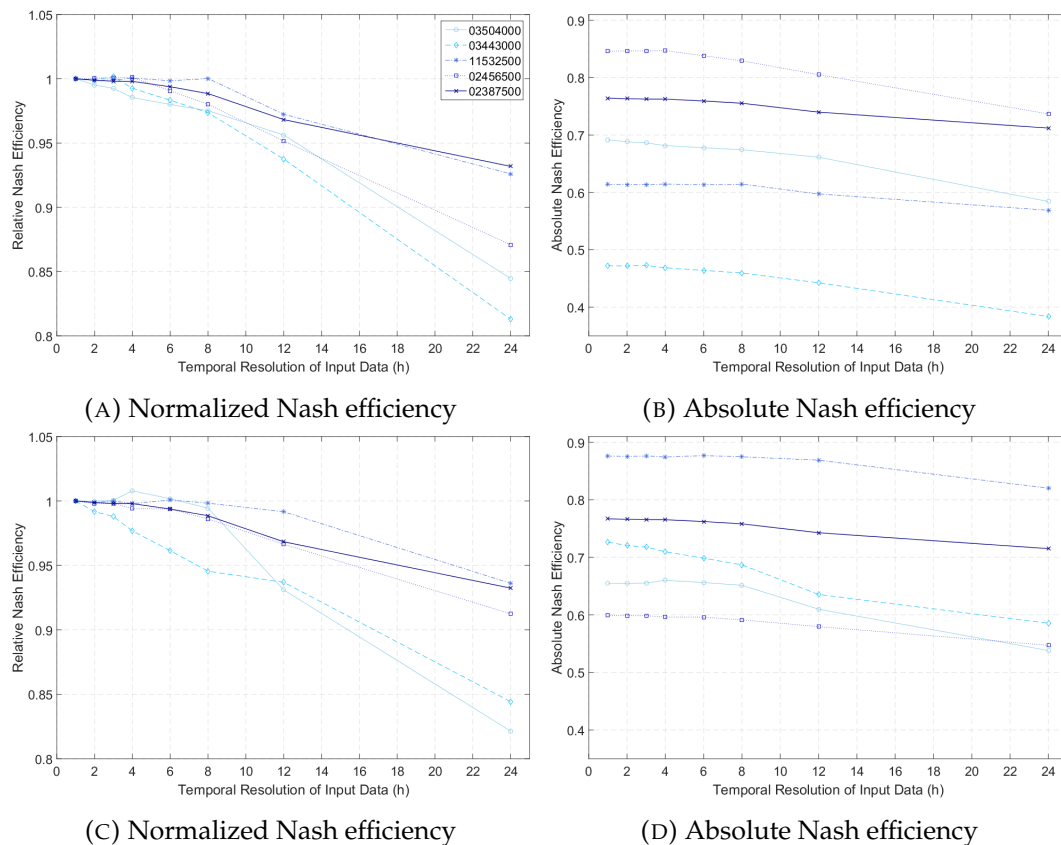 1.05
1
0.95
0.9
0.85
0.8
Relative Nash Efficiency
0 2 4 6 8 10 12 14 16 18 20 22 24
Temporal Resolution of Input Data (h)
03504000
03443000
11532500
02456500
02387500
(A) Normalized Nash efficiency
0.9
0.8
0.7
0.6
0.5
0.4
Absolute Nash Efficiency
0 2 4 6 8 10 12 14 16 18 20 22 24
Temporal Resolution of Input Data (h)
(B) Absolute Nash efficiency
1.05
1
0.95
0.9
0.85
0.8
Relative Nash Efficiency
0 2 4 6 8 10 12 14 16 18 20 22 24
Temporal Resolution of Input Data (h)
(C) Normalized Nash efficiency
0.9
0.8
0.7
0.6
0.5
0.4
Absolute Nash Efficiency
0 2 4 6 8 10 12 14 16 18 20 22 24
Temporal Resolution of Input Data (h)
(D) Absolute Nash efficiency